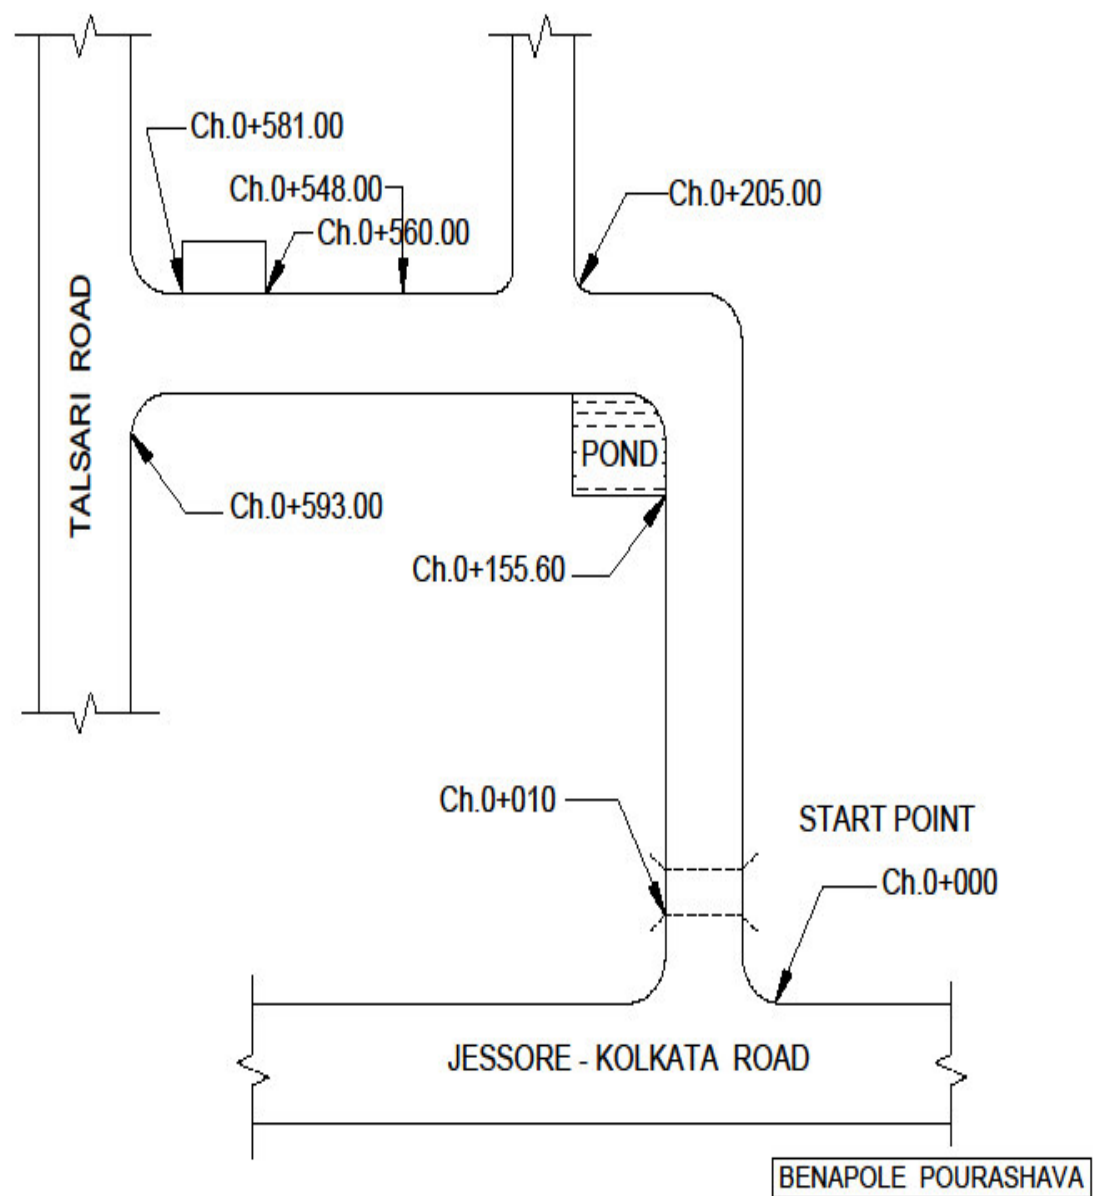 Ch.0+581.00
Ch.0+548.00
Ch.0+205.00
Ch.0+560.00
TALSARI ROAD
POND
Ch.0+593.00
Ch.0+155.60
Ch.0+010
START POINT
Ch.0+000
JESSORE - KOLKATA ROAD
BENAPOLE POURASHAVA